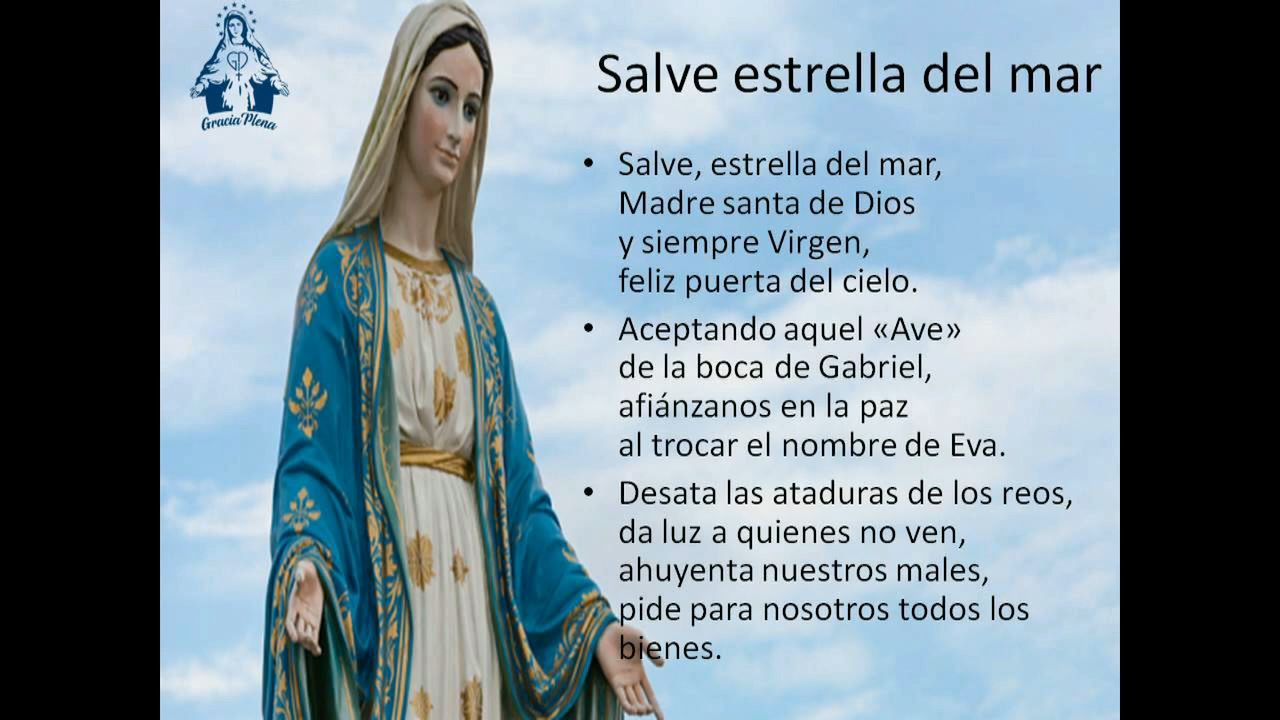 Gracia Plena
Salve estrella del mar
• Salve, estrella del mar,
Madre santa de Dios
y siempre Virgen,
feliz puerta del cielo.
• Aceptando aquel «Ave»
de la boca de Gabriel,
afiánzanos en la paz
al trocar el nombre de Eva.
• Desata las ataduras de los reos,
da luz a quienes no ven,
ahuyenta nuestros males,
pide para nosotros todos los
bienes.